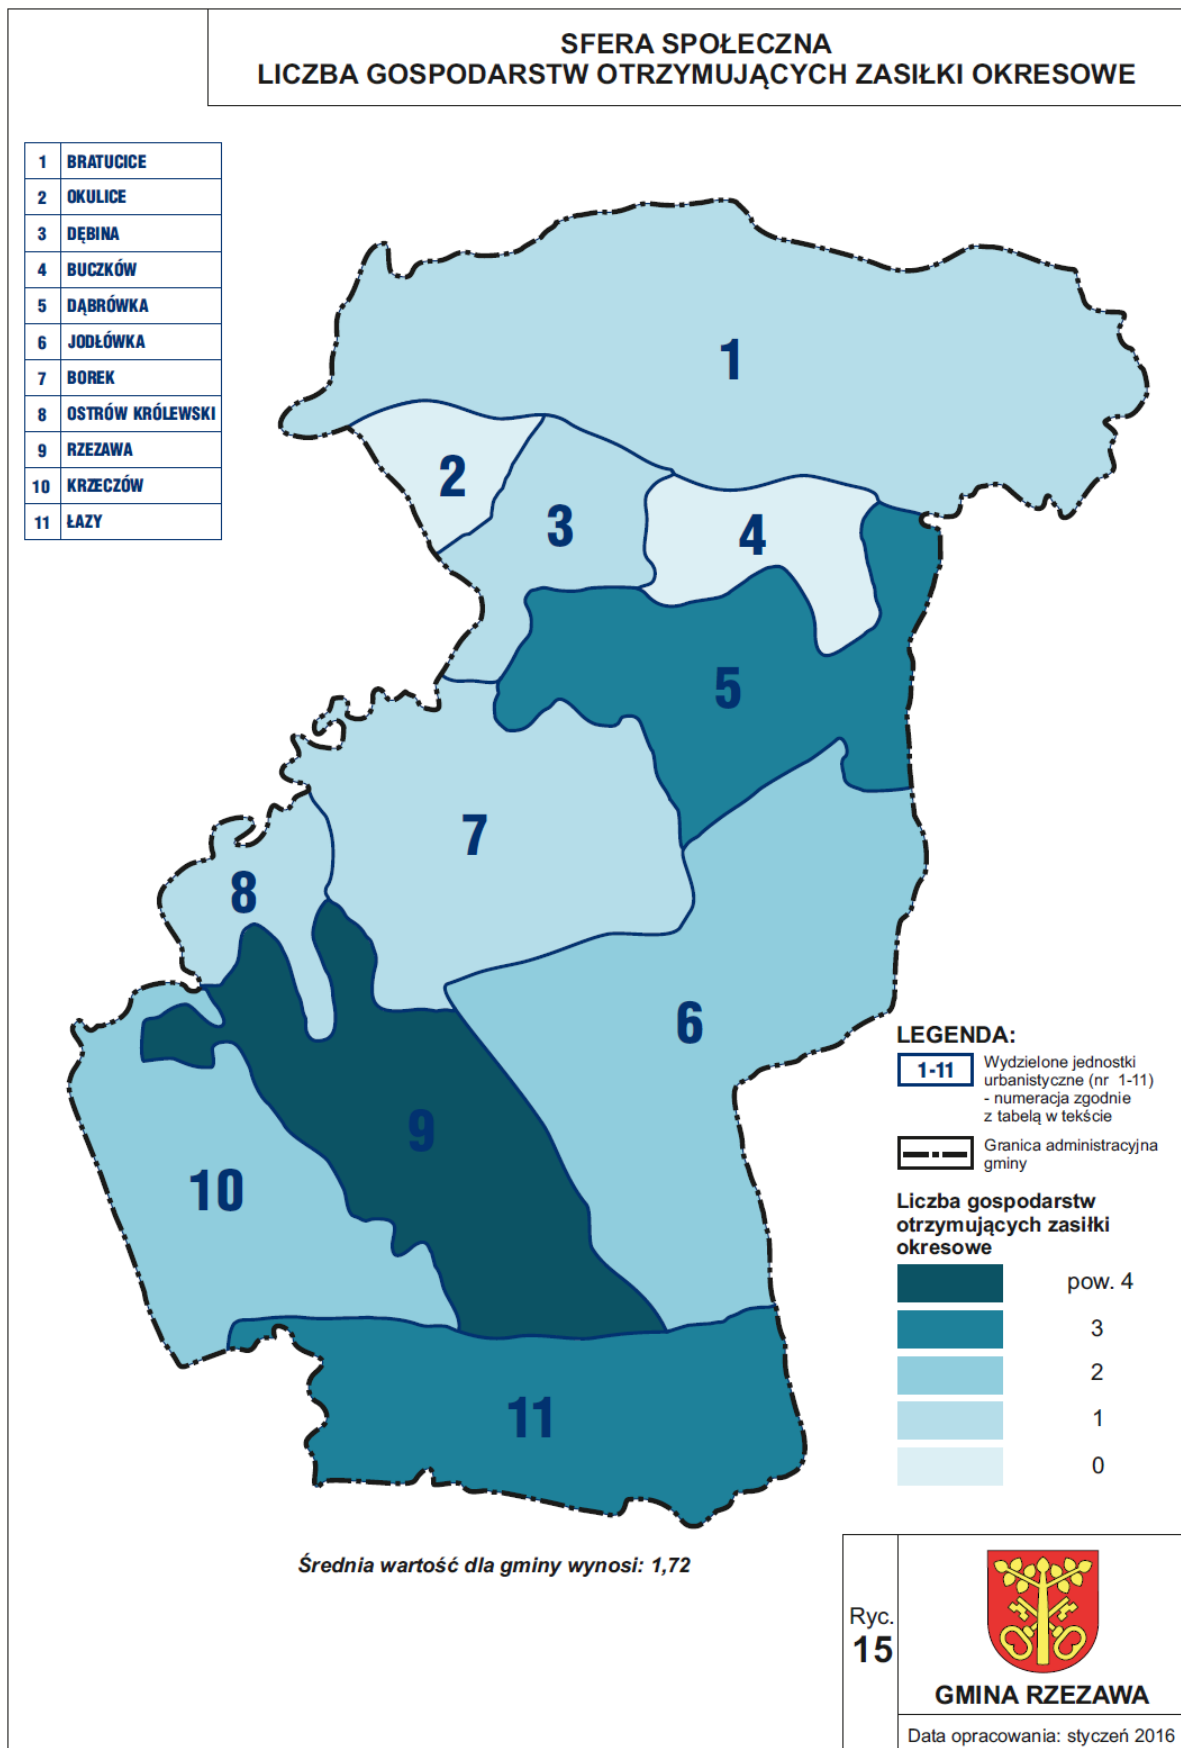 SFERA SPOŁECZNA
LICZBA GOSPODARSTW OTRZYMUJĄCYCH ZASIŁKI OKRESOWE
1 BRATUCICE
2 OKULICE
3 DĘBINA
4 BUCZKÓW
5 DĄBRÓWKA
6 JODŁÓWKA
7 BOREK
8 OSTRÓW KRÓLEWSKI
9 RZEZAWA
10 KRZECZÓW
11 ŁAZY
1
2
3
4
5
7
8
6
9
10
11
LEGENDA:
1-11
Wydzielone jednostki
urbanistyczne (nr 1-11)
- numeracja zgodnie
z tabelą w tekście
Granica administracyjna
gminy
Liczba gospodarstw
otrzymujących zasiłki
okresowe
pow. 4
3
2
1
0
Średnia wartość dla gminy wynosi: 1,72
Ryc.
15
GMINA RZEZAWA
Data opracowania: styczeń 2016